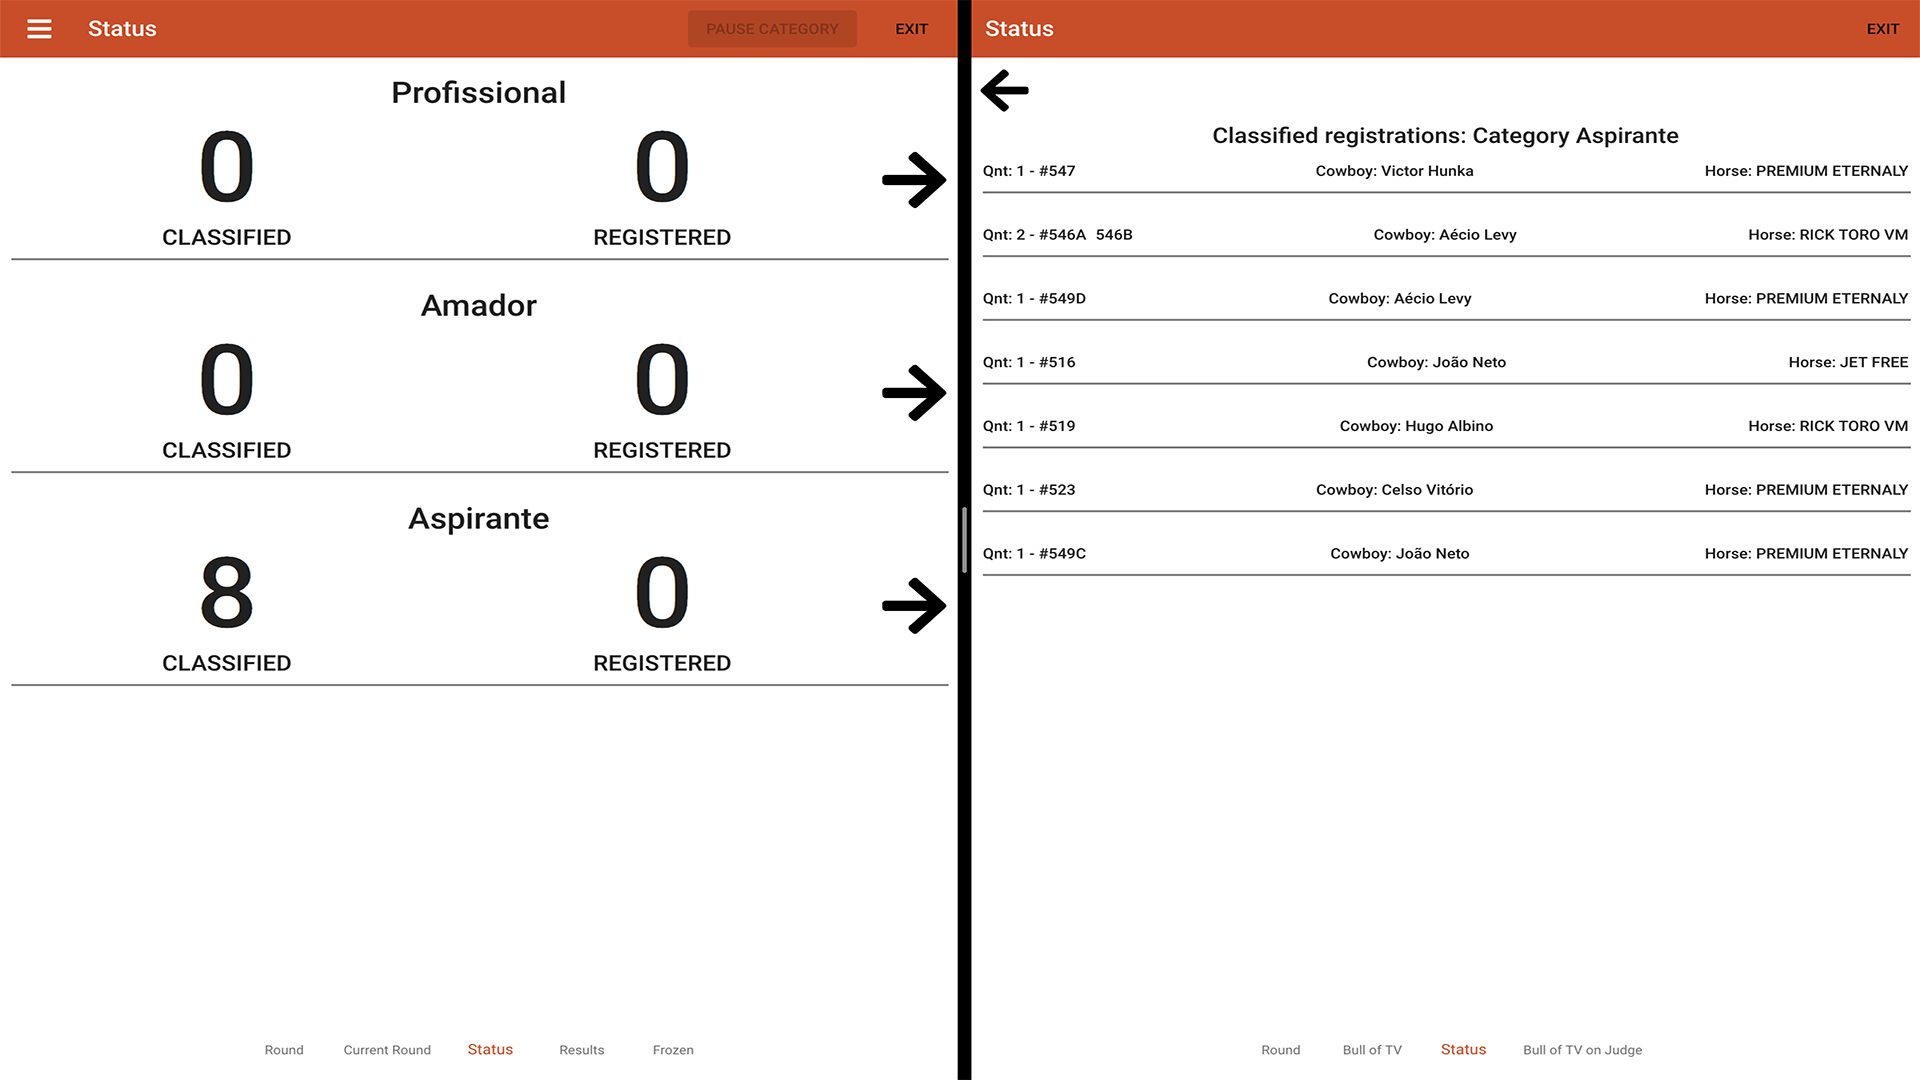 Status PAUSE CATEGORY EXIT
Profissional
0 0
CLASSIFIED REGISTERED
Amador
0 0
CLASSIFIED REGISTERED
Aspirante
8 0
CLASSIFIED REGISTERED
Round Current Round Status Results Frozen
Status EXIT
Classified registrations: Category Aspirante
Qnt: 1 - #547 Cowboy: Victor Hunka Horse: PREMIUM ETERNALY
Qnt: 2 - #546A 546B Cowboy: Aécio Levy Horse: RICK TORO VM
Qnt: 1 - #549D Cowboy: Aécio Levy Horse: PREMIUM ETERNALY
Qnt: 1 - #516 Cowboy: João Neto Horse: JET FREE
Qnt: 1 - #519 Cowboy: Hugo Albino Horse: RICK TORO VM
Qnt: 1 - #523 Cowboy: Celso Vitório Horse: PREMIUM ETERNALY
Qnt: 1 - #549C Cowboy: João Neto Horse: PREMIUM ETERNALY
Round Bull of TV Status Bull of TV on Judge